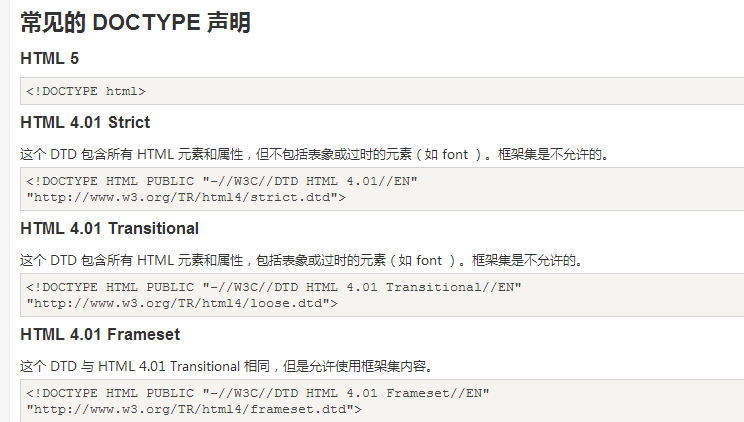 常见的 DOCTYPE 声明
HTML 5
<!DOCTYPE html>
HTML 4.01 Strict
这个 DTD 包含所有 HTML 元素和属性，但不包括表象或过时的元素（如 font ）。框架集是不允许的。
<!DOCTYPE HTML PUBLIC "-//W3C//DTD HTML 4.01//EN"
"http://www.w3.org/TR/html4/strict.dtd">
HTML 4.01 Transitional
这个 DTD 包含所有 HTML 元素和属性，包括表象或过时的元素（如 font ）。框架集是不允许的。
<!DOCTYPE HTML PUBLIC "-//W3C//DTD HTML 4.01 Transitional//EN"
"http://www.w3.org/TR/html4/loose.dtd">
HTML 4.01 Frameset
这个 DTD 与 HTML 4.01 Transitional 相同，但是允许使用框架集内容。
<!DOCTYPE HTML PUBLIC "-//W3C//DTD HTML 4.01 Frameset//EN"
"http://www.w3.org/TR/html4/frameset.dtd">